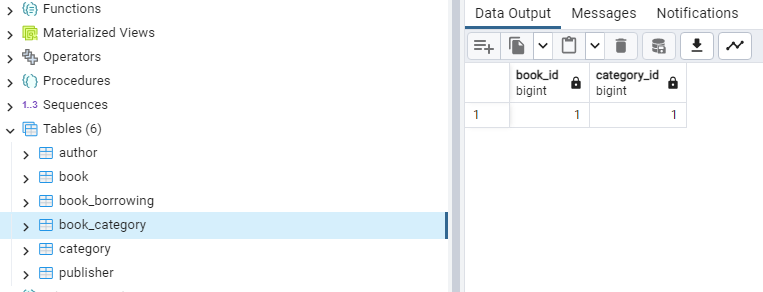 Functions
Materialized Views
Operators
Procedures
1..3 Sequences
Tables (6)
author
book
book_borrowing
book_category
category
publisher
Data Output Messages Notifications
book_id category_id
bigint bigint
1 1 1